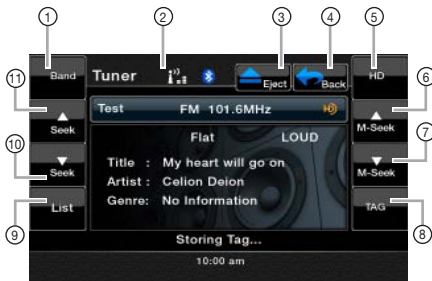 1 2 3 4 5
Band Tuner Eject Back HD
11 6
Test FM 101.6MHz HD
Seek M-Seek
Flat LOUD
10 7
Title : My heart will go on
Seek M-Seek
Artist : Celion Deion
Genre: No Information
List TAG
9 8
Storing Tag...
10:00 am